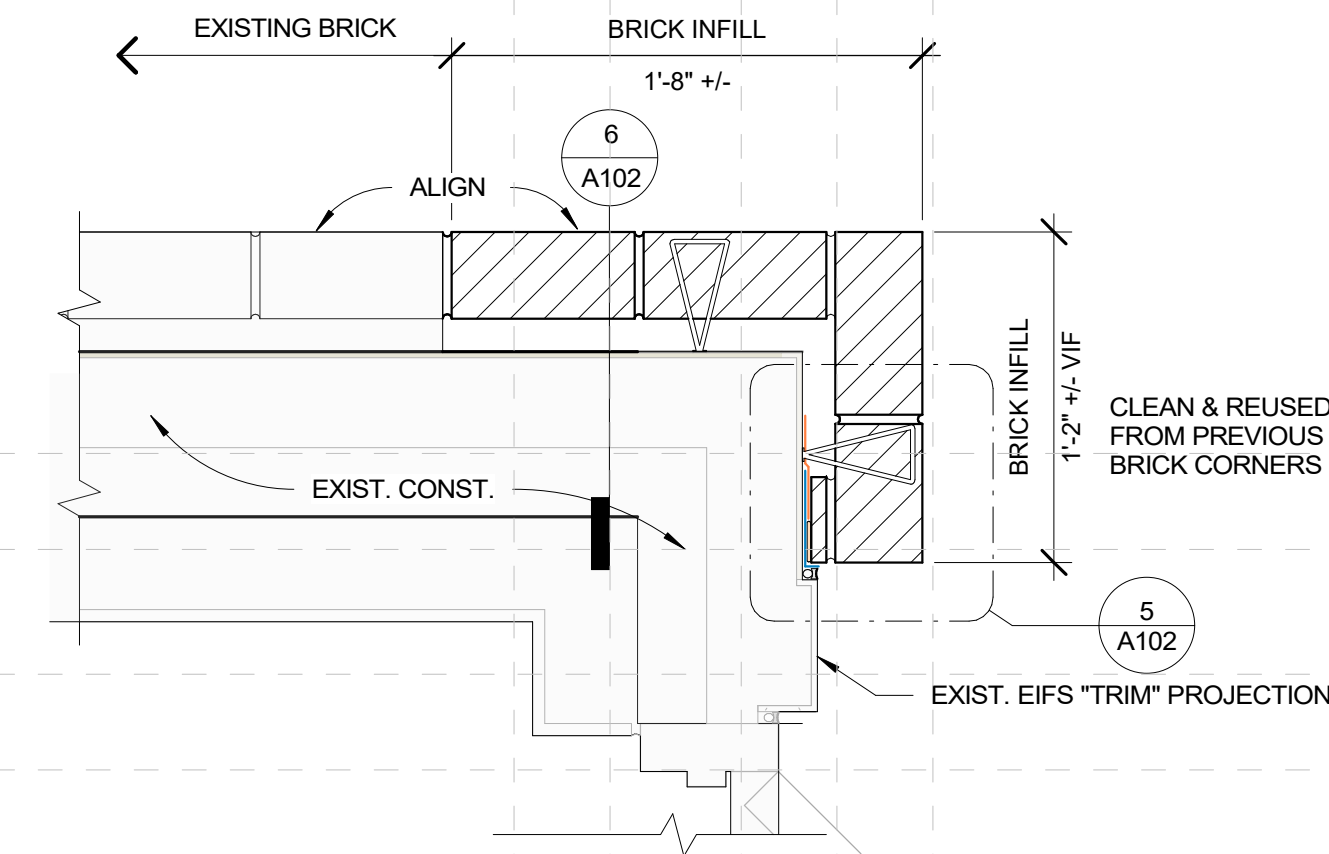 EXISTING BRICK
BRICK INFILL
1'-8" +/-
6
A102
ALIGN
BRICK INFILL
1'-2" +/- VIF
CLEAN & REUSED
FROM PREVIOUS
BRICK CORNERS
EXIST. CONST.
5
A102
EXIST. EIFS "TRIM" PROJECTION